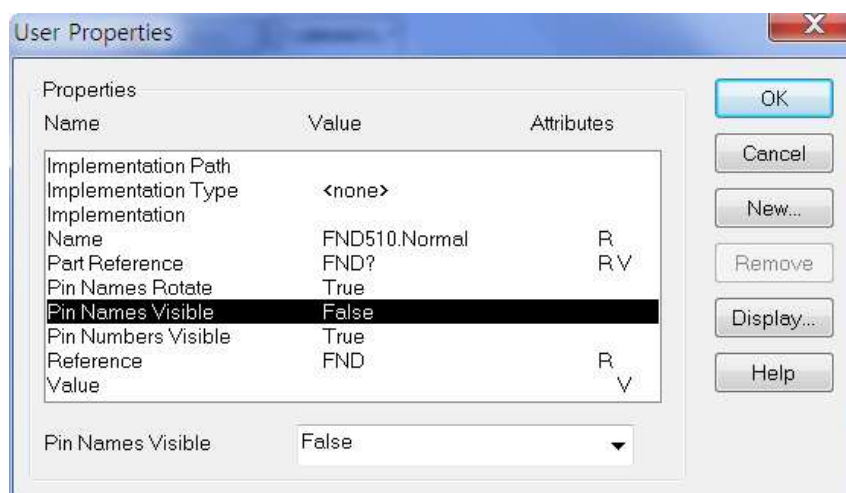 User Properties
X
Properties
Name Value Attributes
OK
Implementation Path
Cancel
Implementation Type <none>
Implementation
New...
Name FND510.Normal R
Part Reference FND? R V
Remove
Pin Names Rotate True
Pin Names Visible False
Display...
Pin Numbers Visible True
Reference FND R
Help
Value V
Pin Names Visible False